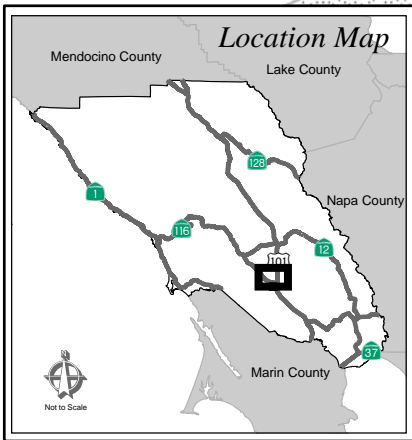 Location Map
Mendocino County
Lake County
128
Napa County
1
116
12
101
37
Marin County
Not to Scale